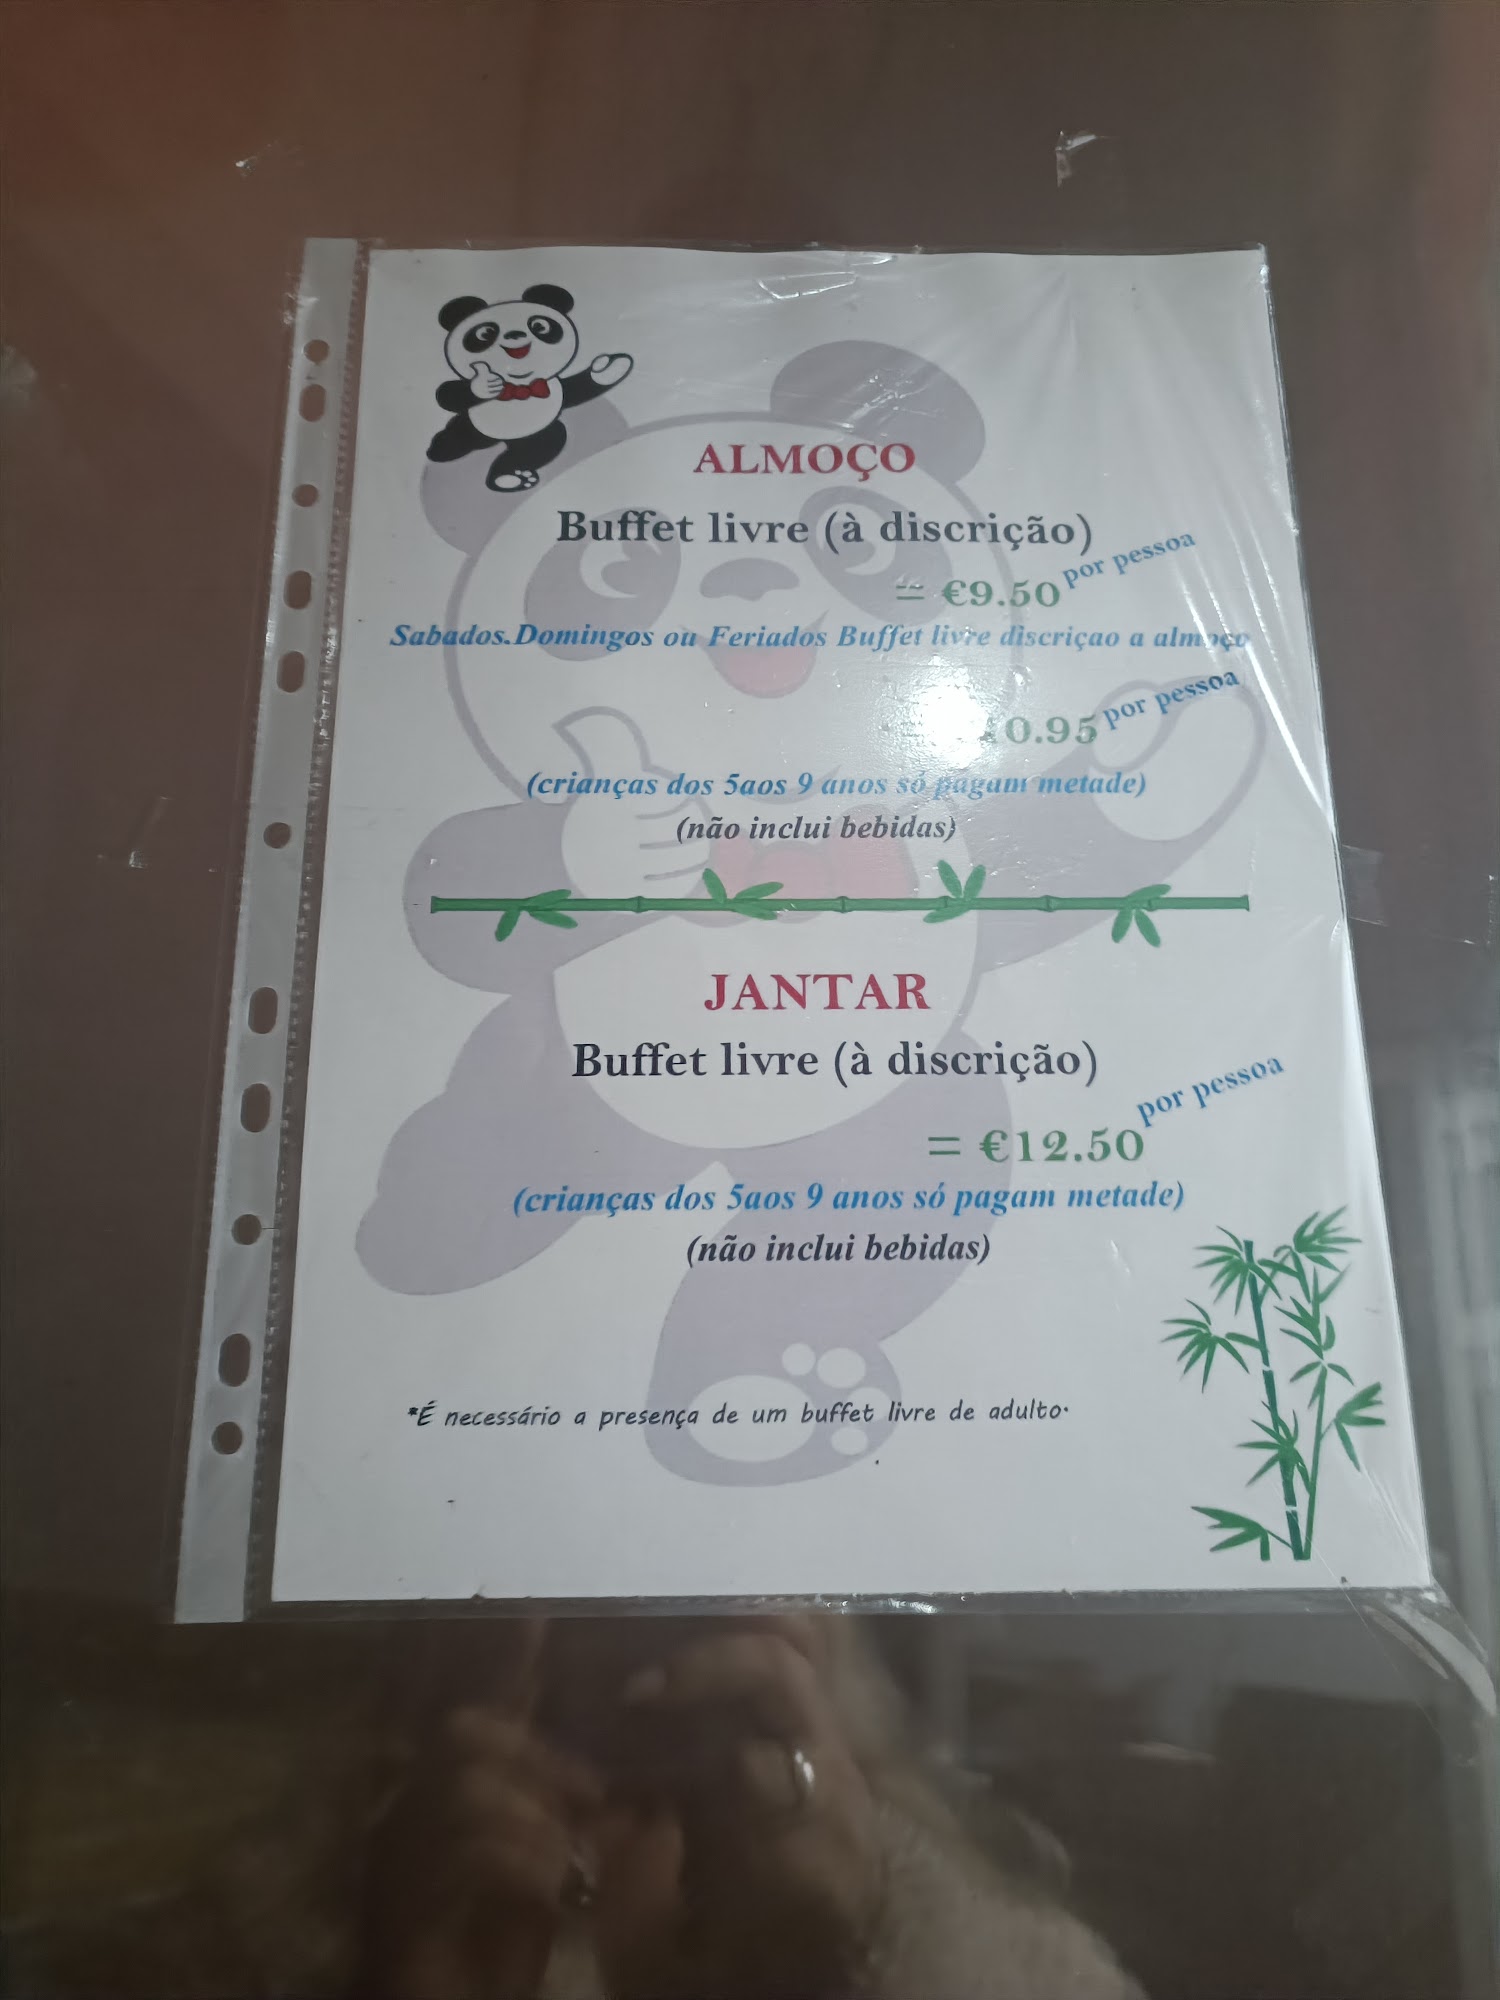 ALMOÇO
Buffet livre (à discrição)
= €9.50 por pessoa
Sabados.Domingos ou Feriados Buffet livre discriçao a almoço
0.95 por pessoa
(crianças dos 5aos 9 anos só pagam metade)
(não inclui bebidas)
JANTAR
Buffet livre (à discrição)
= €12.50 por pessoa
(crianças dos 5aos 9 anos só pagam metade)
(não inclui bebidas)
*É necessário a presença de um buffet livre de adulto.